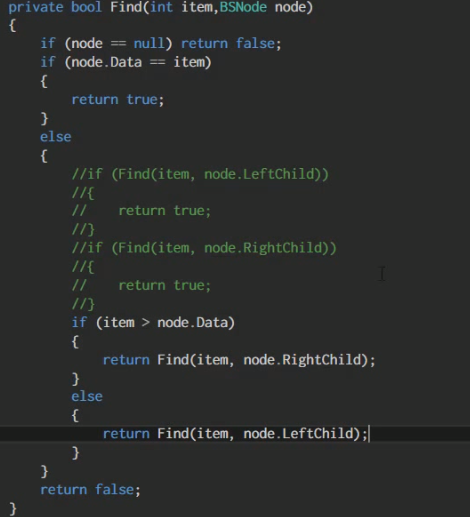 private bool Find(int item,BSNode node)
{
    if (node == null) return false;
    if (node.Data == item)
    {
        return true;
    }
    else
    {
        //if (Find(item, node.LeftChild))
        //{
        //    return true;
        //}
        //if (Find(item, node.RightChild))
        //{
        //    return true;
        //}
        if (item > node.Data)
        {
            return Find(item, node.RightChild);
        }
        else
        {
            return Find(item, node.LeftChild);
        }
    }
    return false;
}